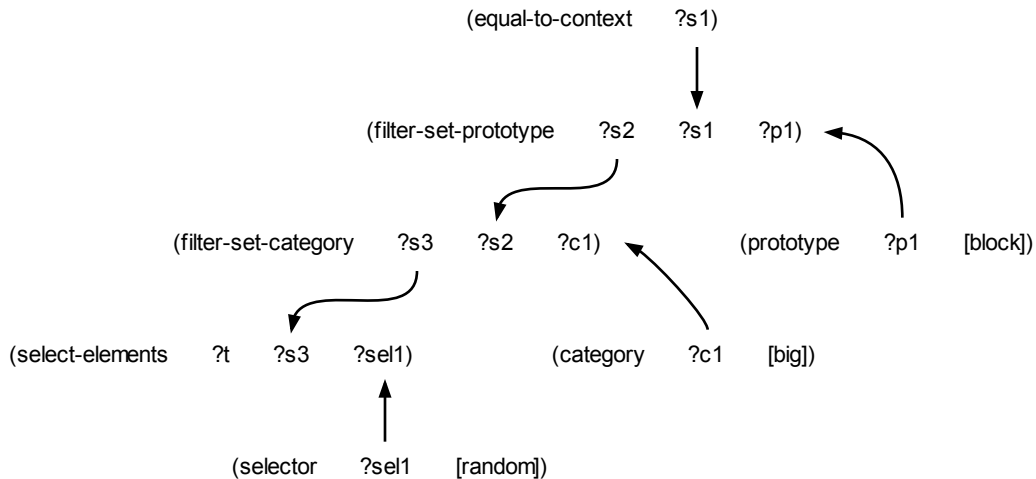 (equal-to-context ?s1)
(filter-set-prototype ?s2 ?s1 ?p1)
(filter-set-category ?s3 ?s2 ?c1) (prototype ?p1 [block])
(select-elements ?t ?s3 ?sel1) (category ?c1 [big])
(selector ?sel1 [random])